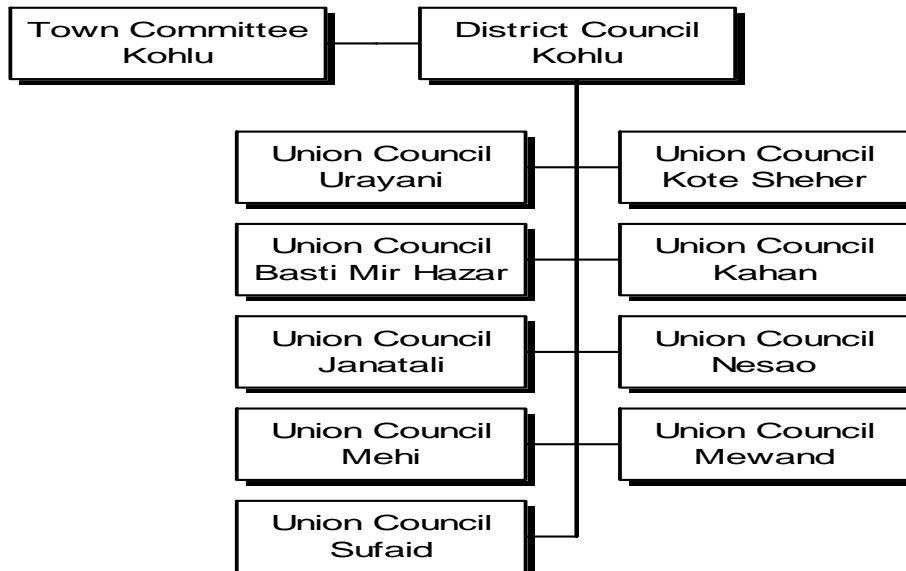 Town Committee
Kohlu
District Council
Kohlu
Union Council
Urayani
Union Council
Kote Sheher
Union Council
Basti Mir Hazar
Union Council
Kahan
Union Council
Janatali
Union Council
Nesao
Union Council
Mehi
Union Council
Mewand
Union Council
Sufaid